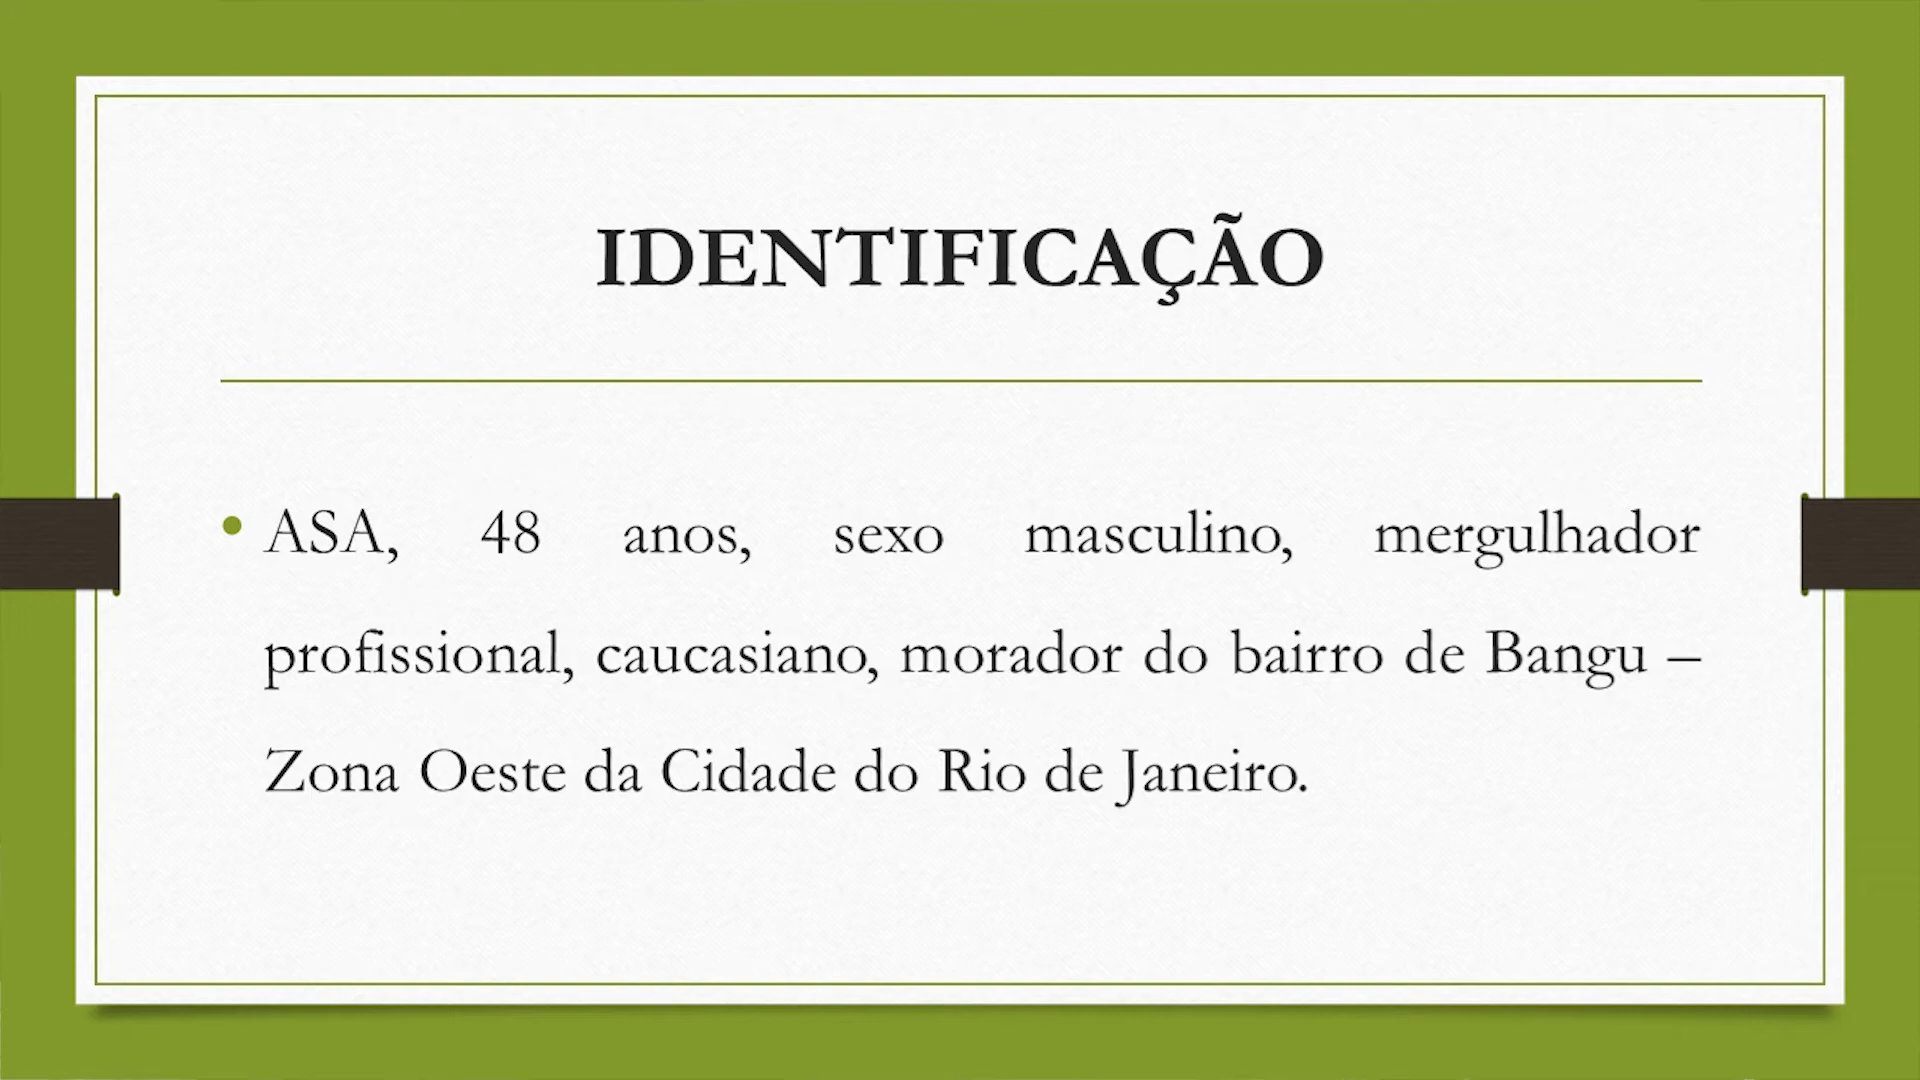 IDENTIFICAÇÃO
• ASA, 48 anos, sexo masculino, mergulhador
profissional, caucasiano, morador do bairro de Bangu –
Zona Oeste da Cidade do Rio de Janeiro.